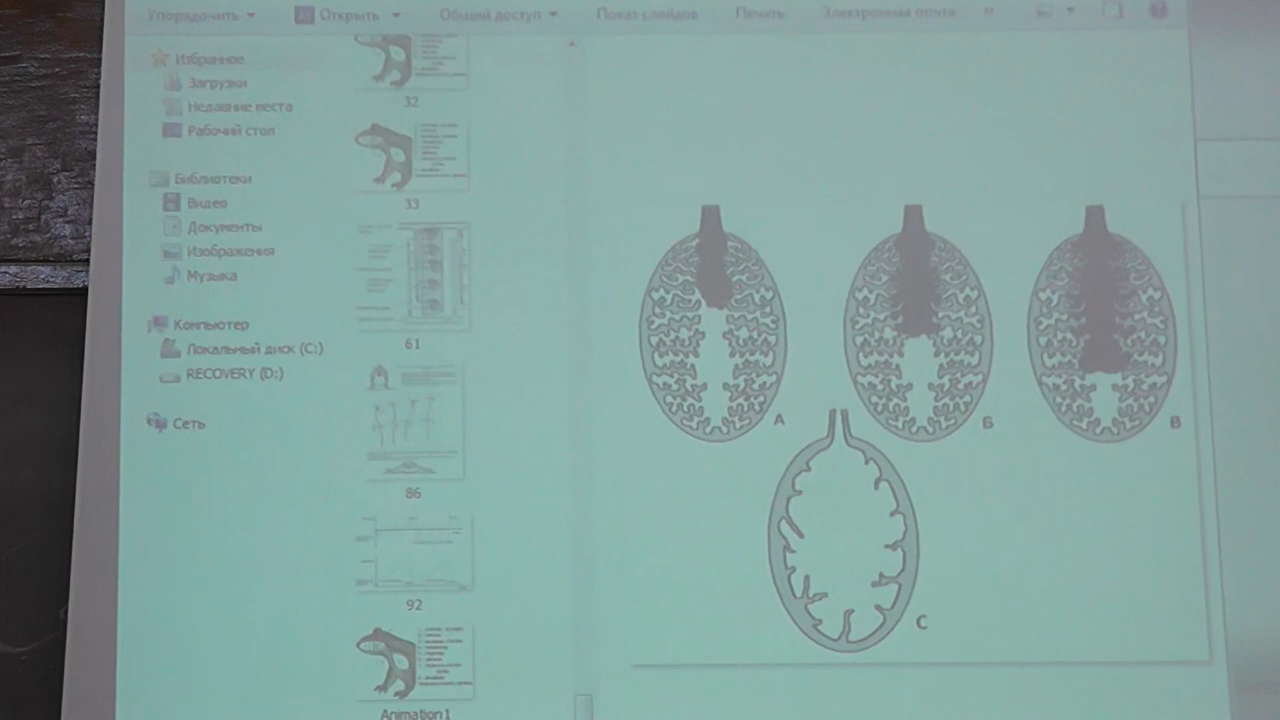 Упорядочить Открыть Общий доступ Показ слайдов Печать Электронная почта »
Избранное
Загрузки
Недавние места
Рабочий стол
Библиотеки
Видео
Документы
Изображения
Музыка
Компьютер
Локальный диск (C:)
RECOVERY (D:)
Сеть
32
33
61
86
92
Animation1
А
Б
В
С